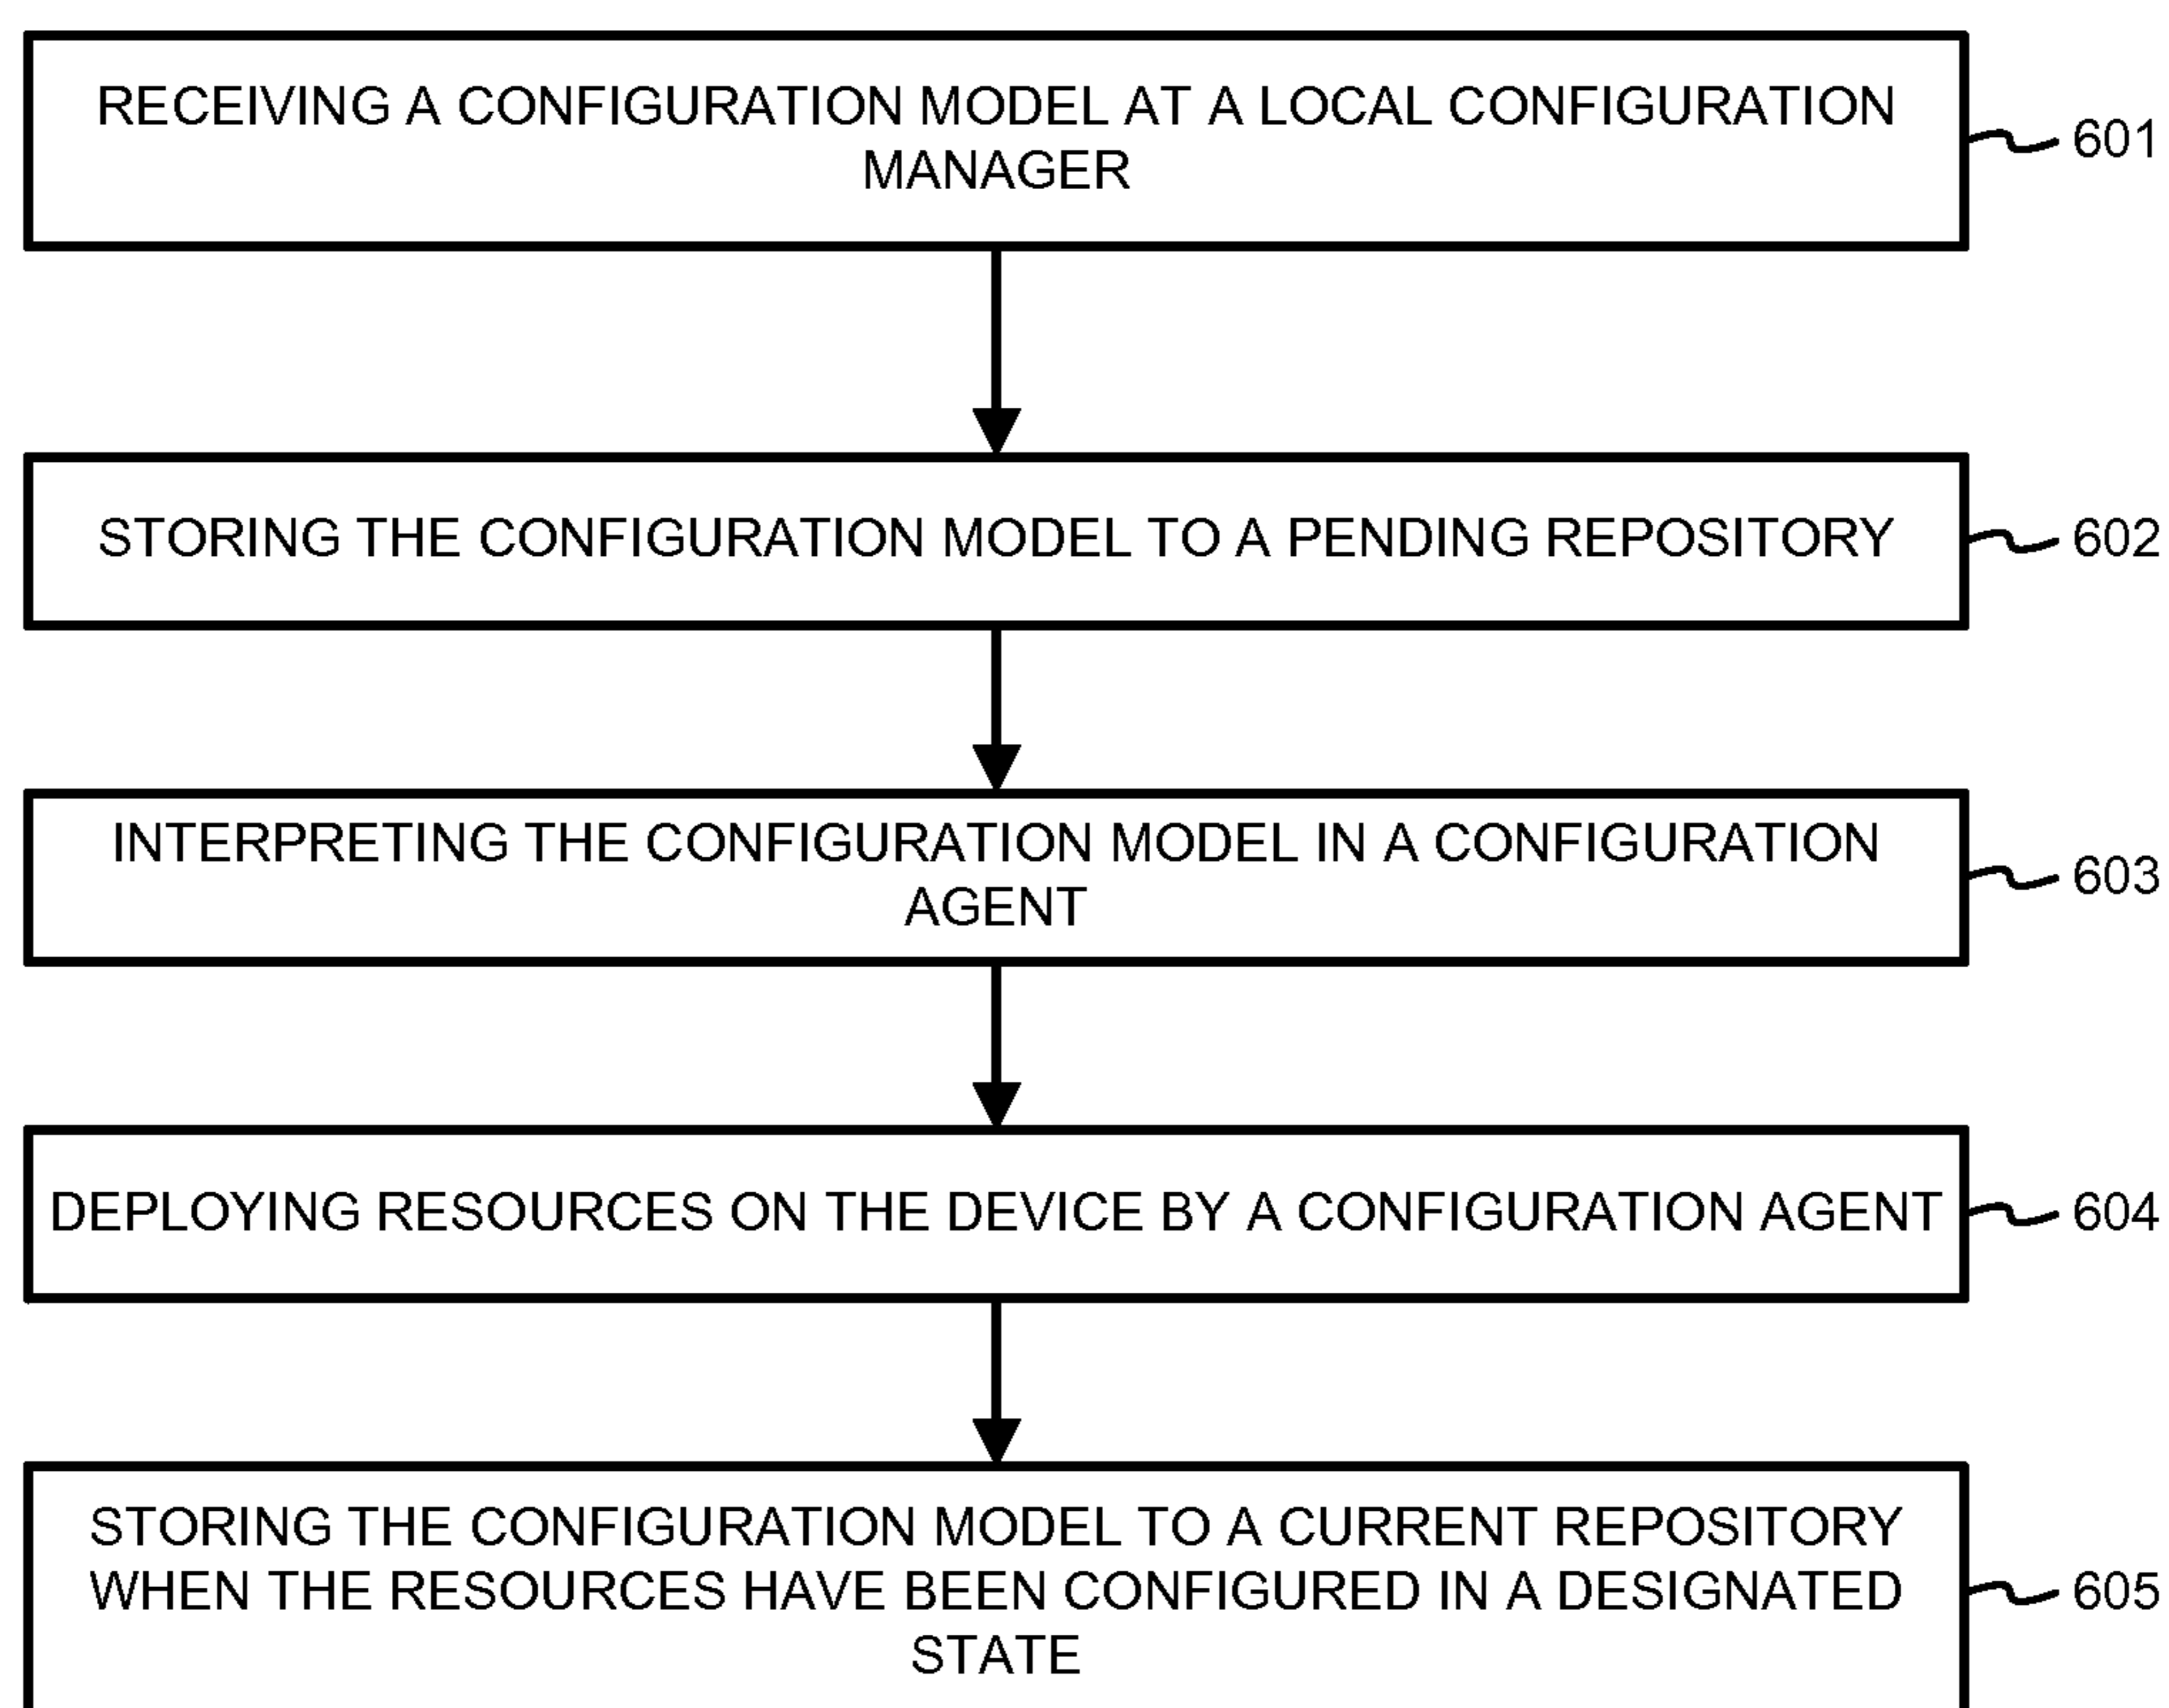 RECEIVING A CONFIGURATION MODEL AT A LOCAL CONFIGURATION
MANAGER
601
STORING THE CONFIGURATION MODEL TO A PENDING REPOSITORY
602
INTERPRETING THE CONFIGURATION MODEL IN A CONFIGURATION
AGENT
603
DEPLOYING RESOURCES ON THE DEVICE BY A CONFIGURATION AGENT
604
STORING THE CONFIGURATION MODEL TO A CURRENT REPOSITORY
WHEN THE RESOURCES HAVE BEEN CONFIGURED IN A DESIGNATED
STATE
605